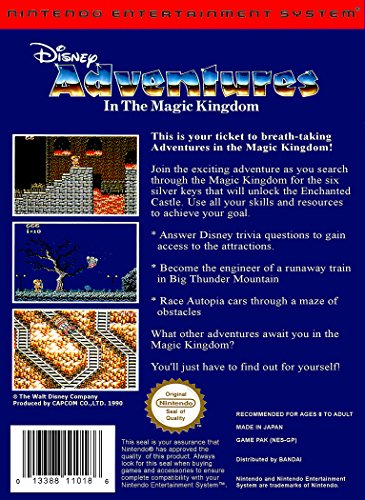 NINTENDO ENTERTAINMENT SYSTEM®
Disney
Adventures
In The Magic Kingdom
This is your ticket to breath-taking
Adventures in the Magic Kingdom!
Join the exciting adventure as you search
through the Magic Kingdom for the six
silver keys that will unlock the Enchanted
Castle. Use all your skills and resources
to achieve your goal.
* Answer Disney trivia questions to gain
access to the attractions.
* Become the engineer of a runaway train
in Big Thunder Mountain
* Race Autopia cars through a maze of
obstacles
What other adventures await you in the
Magic Kingdom?
You'll just have to find out for yourself!
© The Walt Disney Company
Produced by CAPCOM CO.,LTD. 1990
Original
Nintendo
Seal of
Quality
This seal is your assurance that
Nintendo® has approved the
quality of this product. Always
look for this seal when buying
games and accessories to ensure
complete compatibility with your
Nintendo Entertainment System™.
RECOMMENDED FOR AGES 8 TO ADULT
MADE IN JAPAN
GAME PAK (NES-GP)
Distributed by BANDAI
Nintendo and Nintendo Entertainment
System are trademarks of Nintendo.
0 13388 11018 6